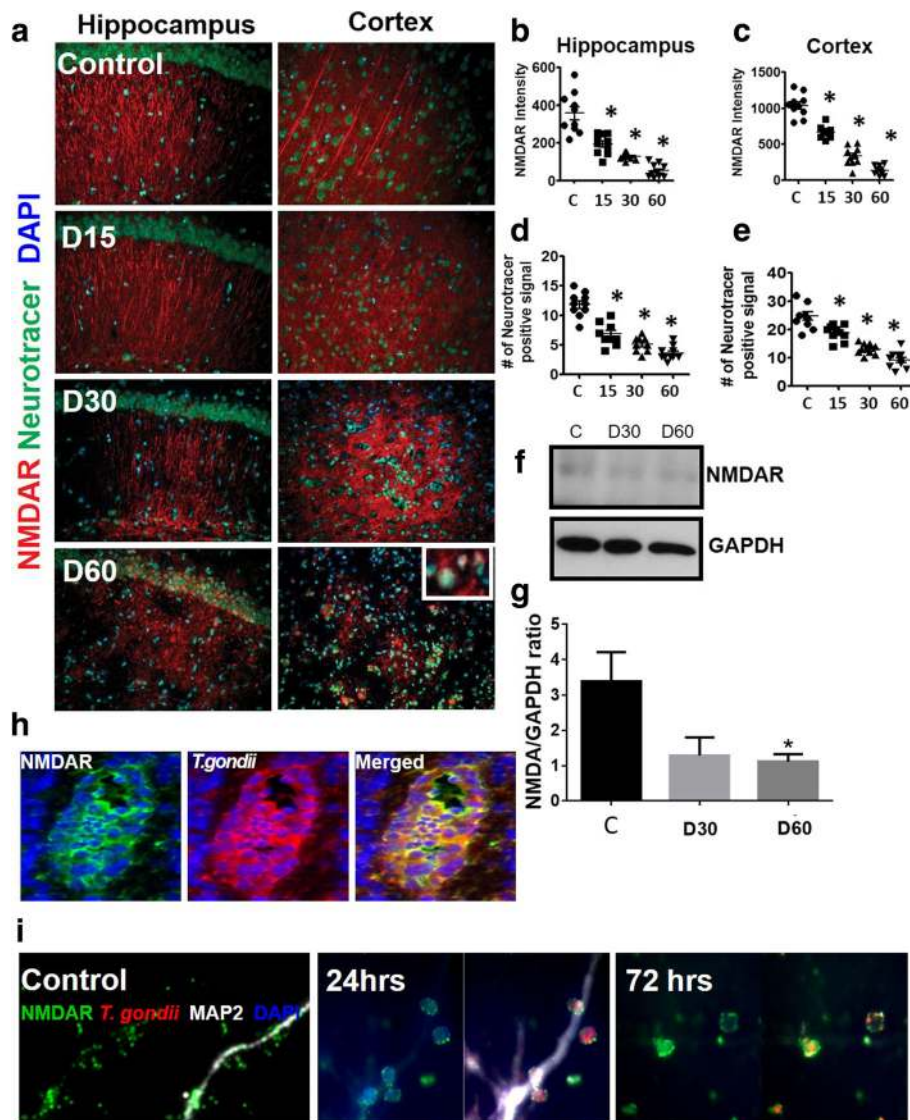 a
Hippocampus
Cortex
NMDAR Neurotracer DAPI
Control
D15
D30
D60
b
Hippocampus
NMDAR Intensity
600
400
200
0
*
*
*
C 15 30 60
c
Cortex
NMDAR Intensity
1500
1000
500
0
*
*
*
C 15 30 60
d
# of Neurotracer
positive signal
20
15
10
5
0
*
*
*
C 15 30 60
e
# of Neurotracer
positive signal
40
30
20
10
0
*
*
*
C 15 30 60
f
C D30 D60
NMDAR
GAPDH
g
NMDA/GAPDH ratio
5
4
3
2
1
0
*
C D30 D60
h
NMDAR
T.gondii
Merged
i
Control
NMDAR T. gondii MAP2 DAPI
24hrs
72 hrs